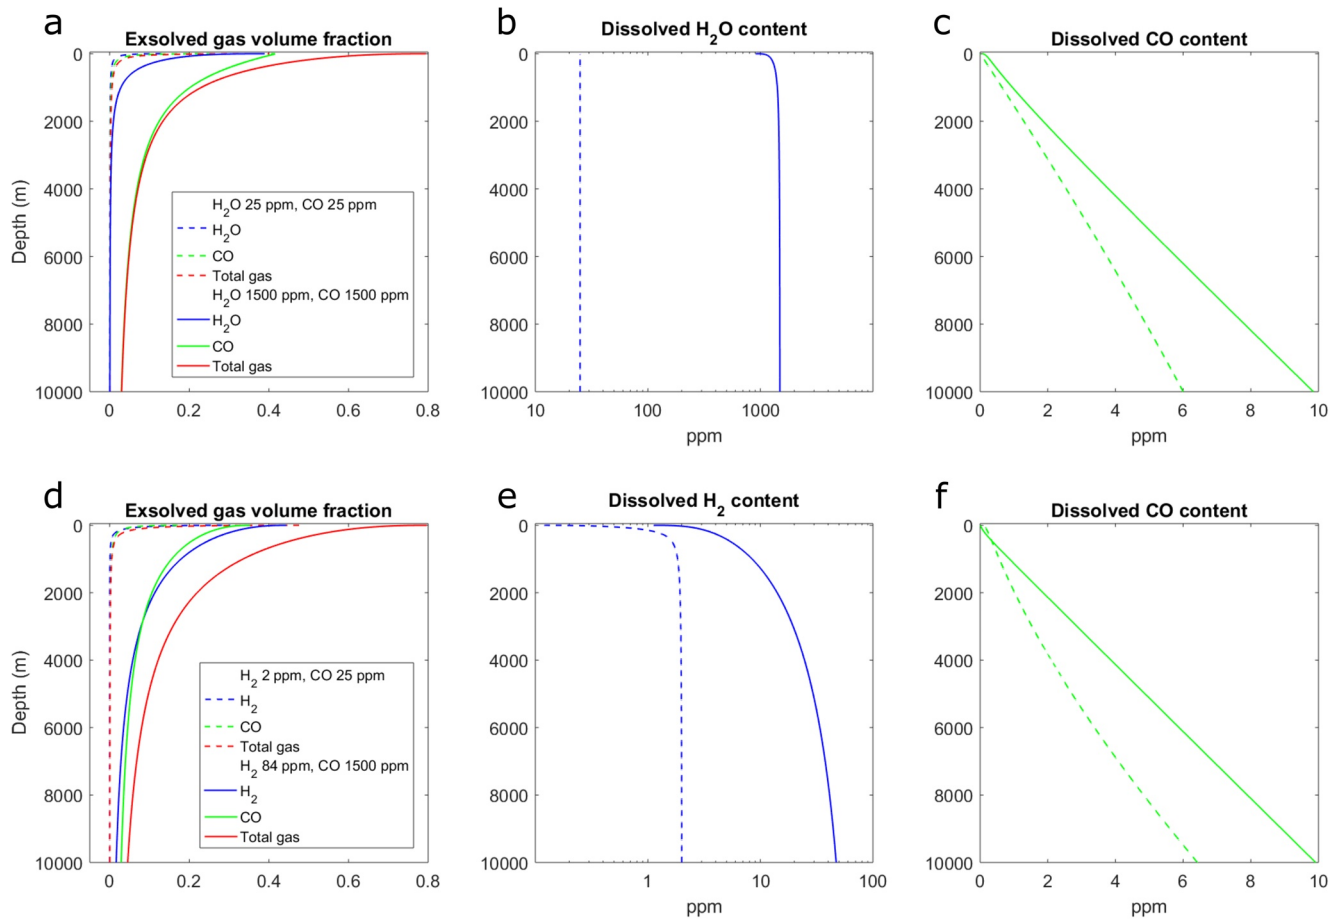 a
Exsolved gas volume fraction
0
2000
4000
6000
8000
10000
Depth (m)
H2O 25 ppm, CO 25 ppm
H2O
CO
Total gas
H2O 1500 ppm, CO 1500 ppm
H2O
CO
Total gas
0 0.2 0.4 0.6 0.8
b
Dissolved H2O content
0
2000
4000
6000
8000
10000
10 100 1000
ppm
c
Dissolved CO content
0
2000
4000
6000
8000
10000
0 2 4 6 8 10
ppm
d
Exsolved gas volume fraction
0
2000
4000
6000
8000
10000
Depth (m)
H2 2 ppm, CO 25 ppm
H2
CO
Total gas
H2 84 ppm, CO 1500 ppm
H2
CO
Total gas
0 0.2 0.4 0.6 0.8
e
Dissolved H2 content
0
2000
4000
6000
8000
10000
1 10 100
ppm
f
Dissolved CO content
0
2000
4000
6000
8000
10000
0 2 4 6 8 10
ppm